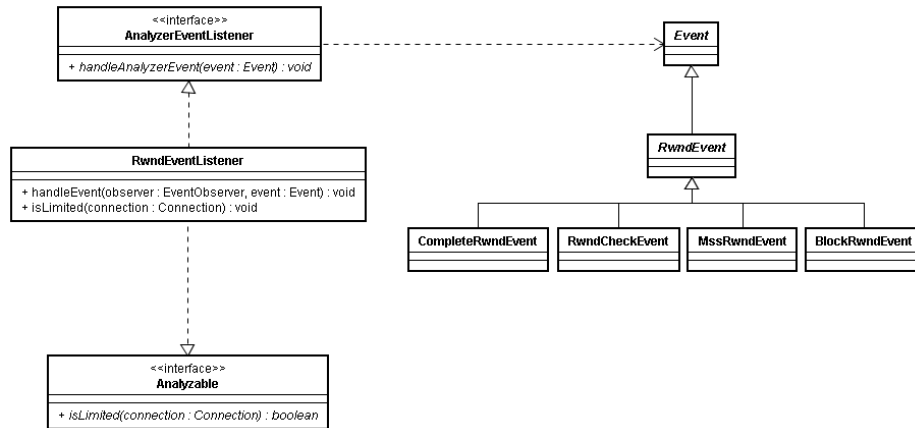 <<interface>>
AnalyzerEventListener
+ handleAnalyzerEvent(event : Event) : void
Event
RwndEventListener
+ handleEvent(observer : EventObserver, event : Event) : void
+ isLimited(connection : Connection) : void
RwndEvent
CompleteRwndEvent
RwndCheckEvent
MssRwndEvent
BlockRwndEvent
<<interface>>
Analyzable
+ isLimited(connection : Connection) : boolean